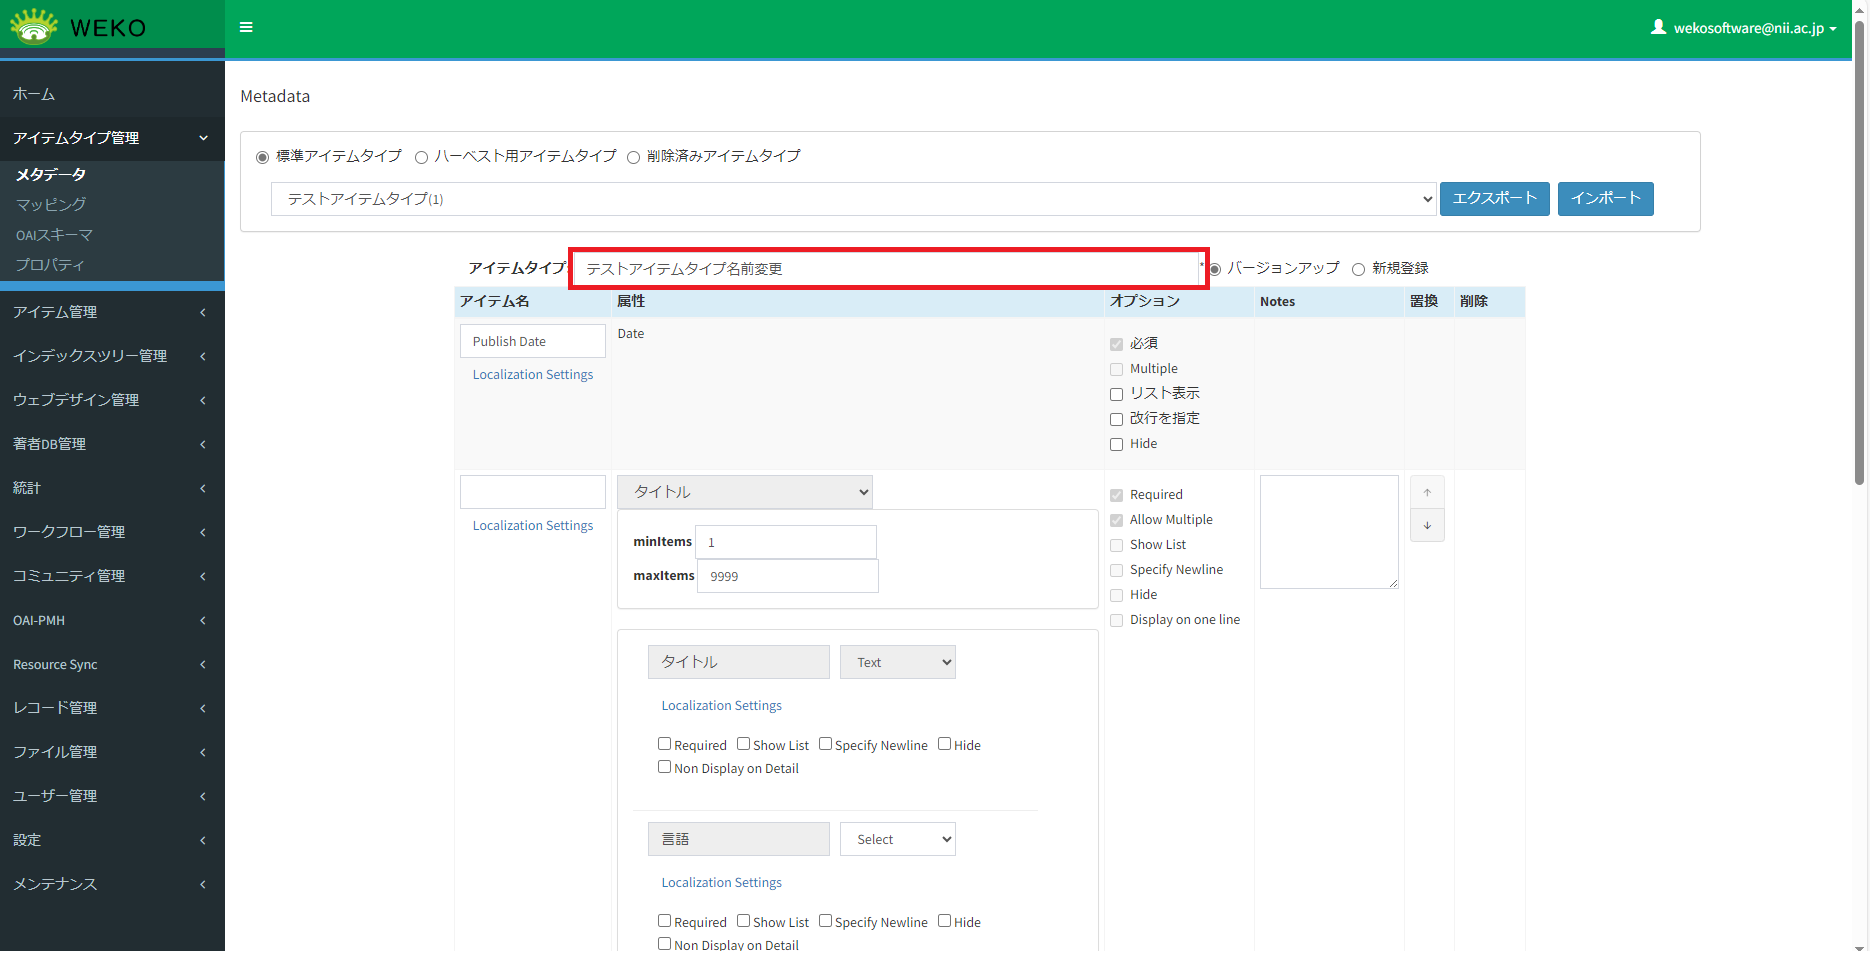 WEKO
wekosoftware@nii.ac.jp
ホーム
アイテムタイプ管理
メタデータ
マッピング
OAIスキーマ
プロパティ
アイテム管理
インデックスツリー管理
ウェブデザイン管理
著者DB管理
統計
ワークフロー管理
コミュニティ管理
OAI-PMH
Resource Sync
レコード管理
ファイル管理
ユーザー管理
設定
メンテナンス
Metadata
標準アイテムタイプ ハーベスト用アイテムタイプ 削除済みアイテムタイプ
テストアイテムタイプ(1) エクスポート インポート
アイテムタイプ テストアイテムタイプ名前変更 * バージョンアップ 新規登録
アイテム名 属性 オプション Notes 置換 削除
Publish Date Date
Localization Settings
必須
Multiple
リスト表示
改行を指定
Hide
タイトル
Localization Settings
minItems 1
maxItems 9999
Required
Allow Multiple
Show List
Specify Newline
Hide
Display on one line
↑
↓
タイトル Text
Localization Settings
Required Show List Specify Newline Hide
Non Display on Detail
言語 Select
Localization Settings
Required Show List Specify Newline Hide
Non Display on Detail